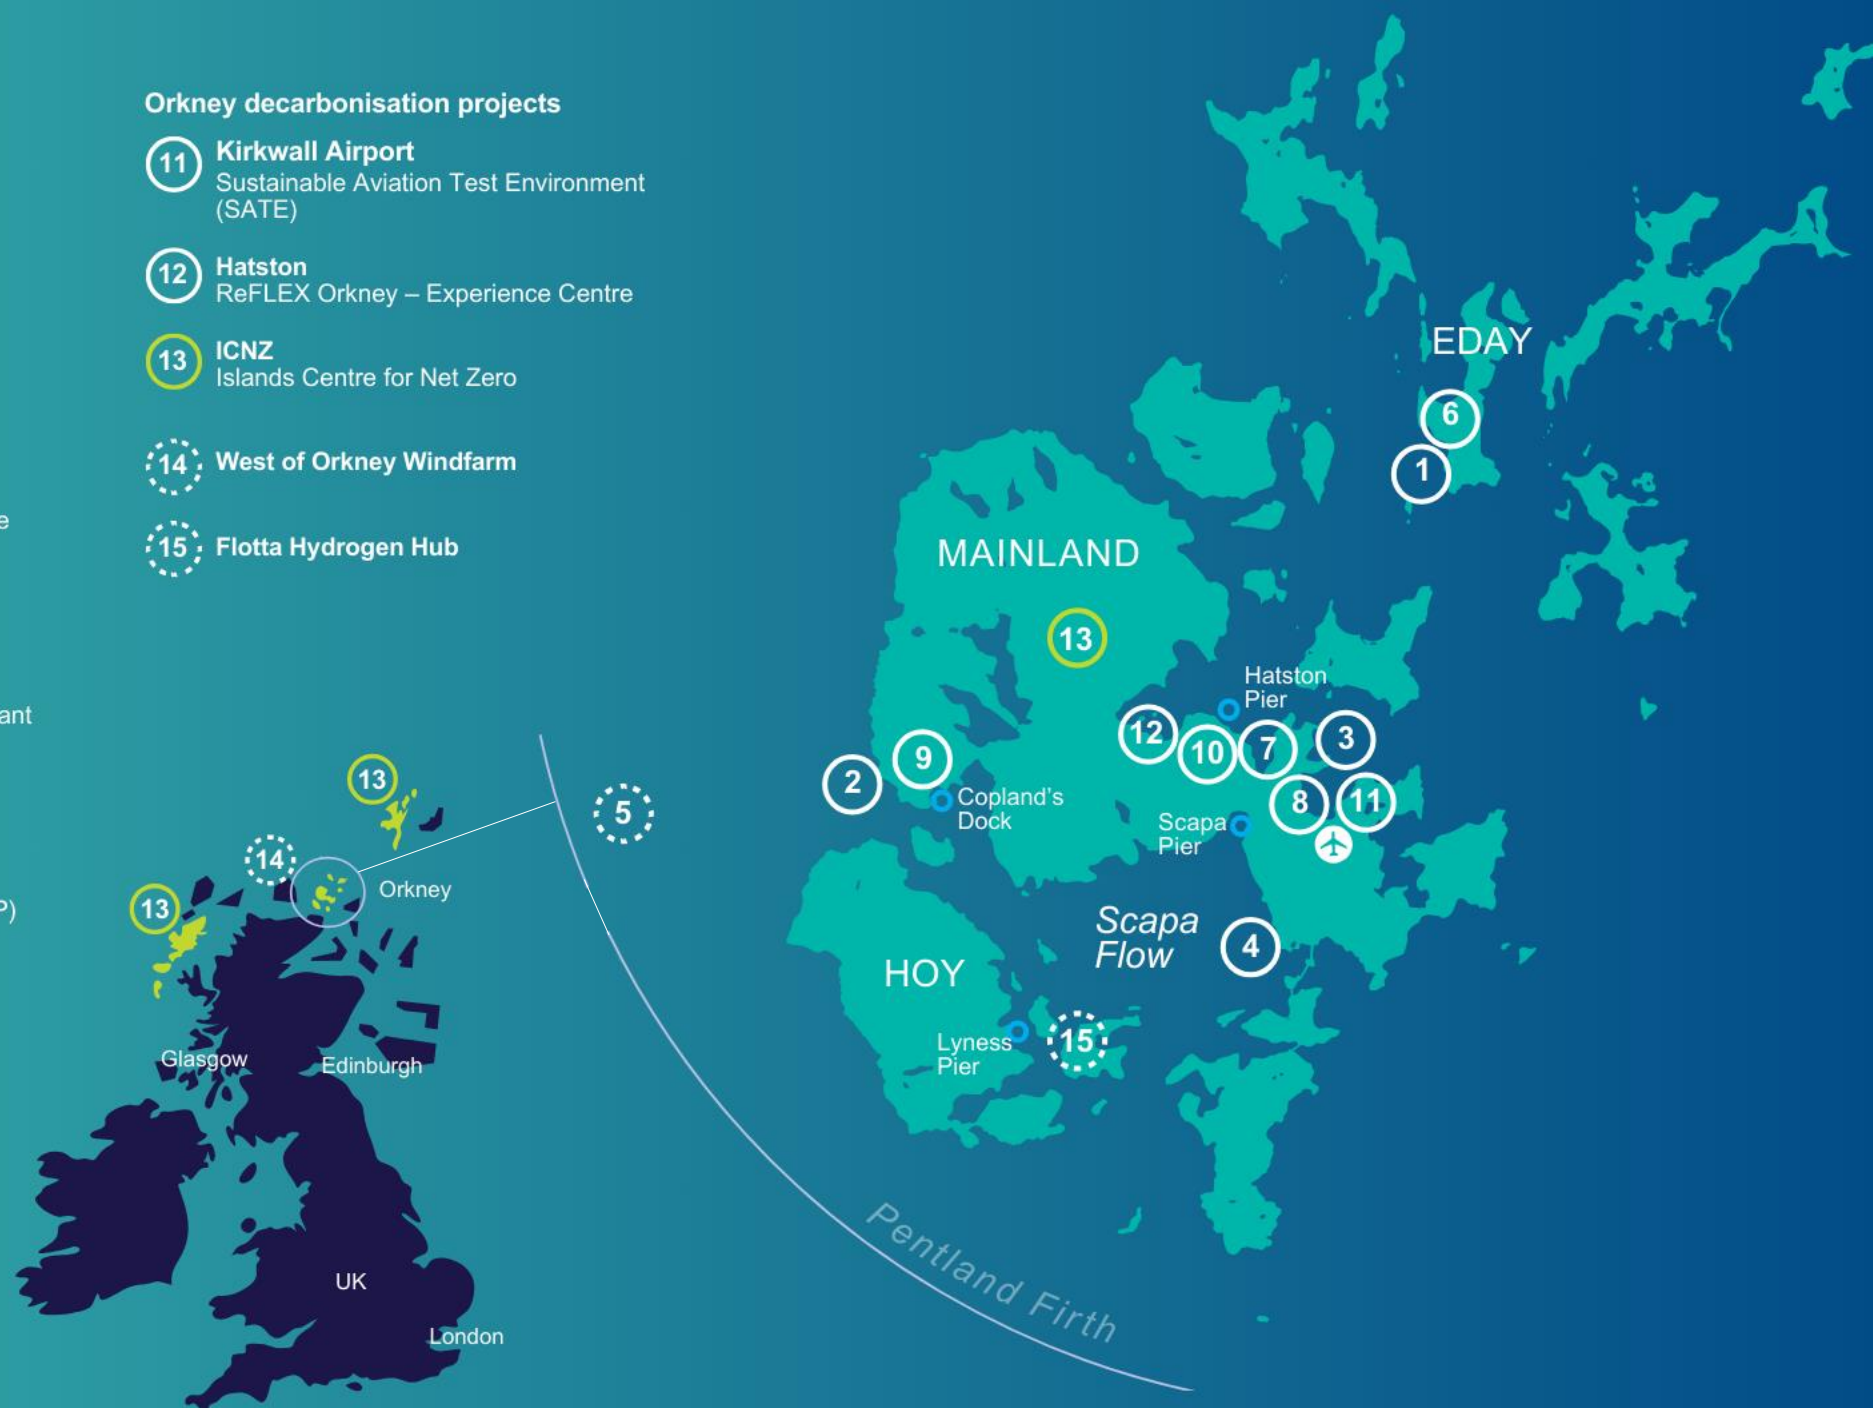 Orkney decarbonisation projects
11
Kirkwall Airport
Sustainable Aviation Test Environment
(SATE)
12
Hatston
ReFLEX Orkney – Experience Centre
13
ICNZ
Islands Centre for Net Zero
14
West of Orkney Windfarm
15
Flotta Hydrogen Hub
e
ant
P)
13
14
13
Orkney
Glasgow
Edinburgh
UK
London
EDAY
6
1
MAINLAND
13
Hatston
Pier
12
10
7
3
9
2
5
Copland's
Dock
8
11
Scapa
Pier
Scapa
Flow
4
HOY
Lyness
Pier
15
Pentland Firth